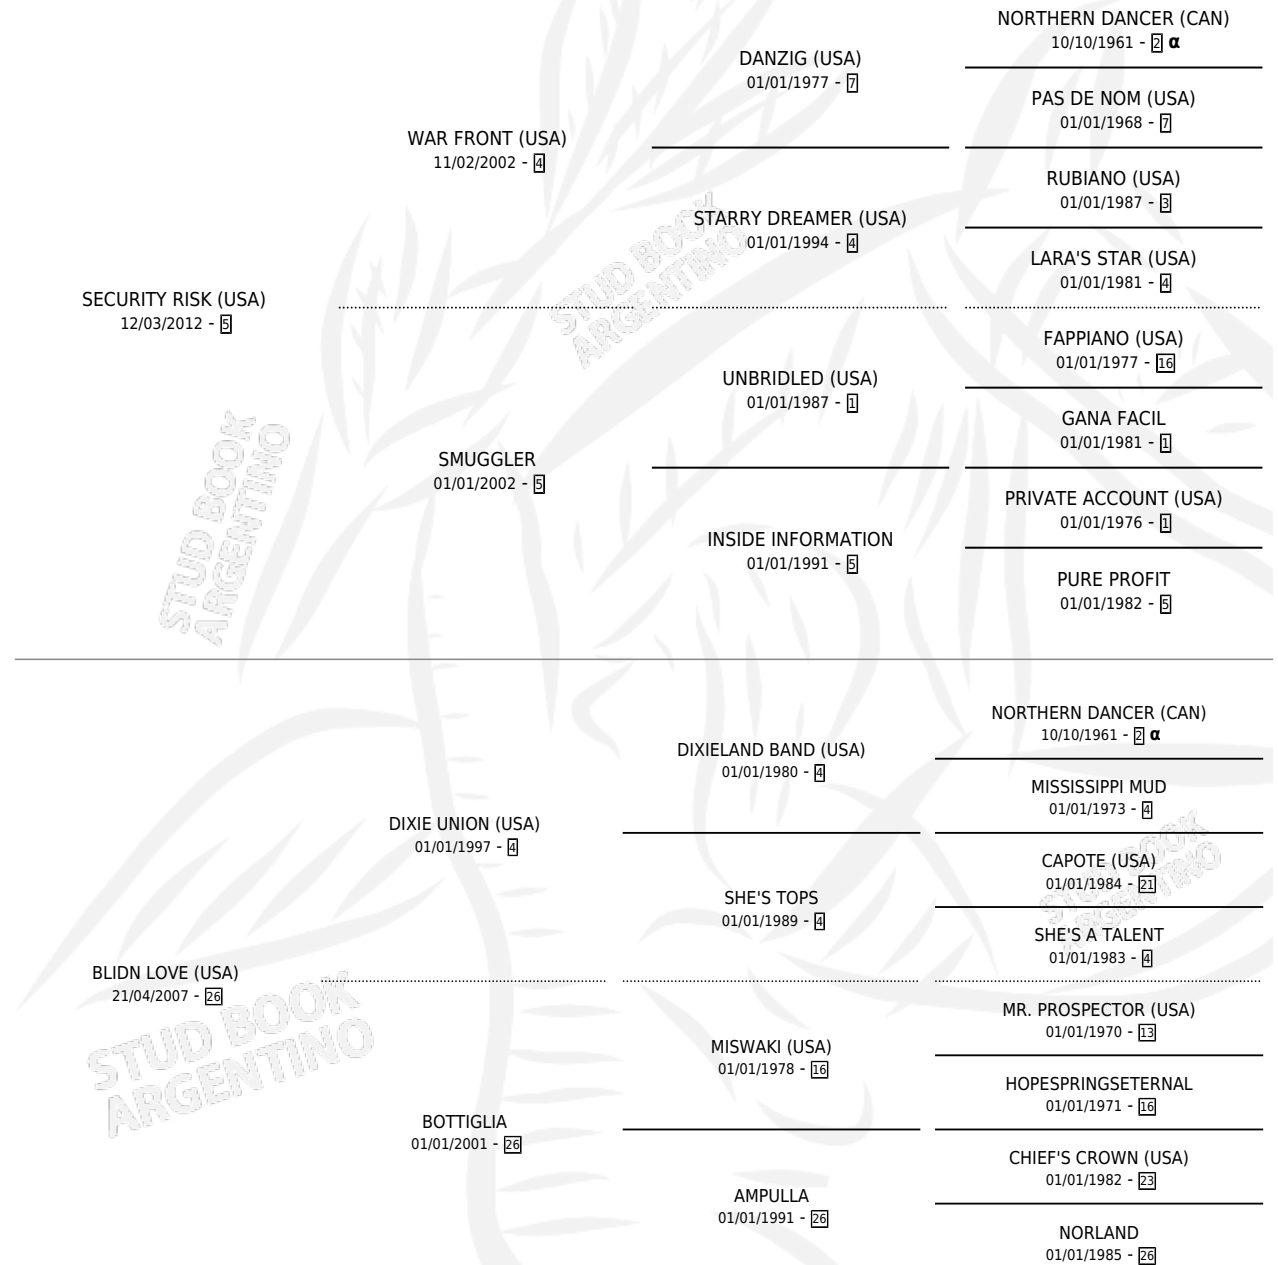 NORTHERN DANCER (CAN)
10/10/1961 - 2 α
DANZIG (USA)
01/01/1977 - 7
PAS DE NOM (USA)
01/01/1968 - 7
WAR FRONT (USA)
11/02/2002 - 4
RUBIANO (USA)
01/01/1987 - 3
STARRY DREAMER (USA)
01/01/1994 - 4
LARA'S STAR (USA)
01/01/1981 - 4
SECURITY RISK (USA)
12/03/2012 - 5
FAPPIANO (USA)
01/01/1977 - 16
UNBRIDLED (USA)
01/01/1987 - 1
GANA FACIL
01/01/1981 - 1
SMUGGLER
01/01/2002 - 5
PRIVATE ACCOUNT (USA)
01/01/1976 - 1
INSIDE INFORMATION
01/01/1991 - 5
PURE PROFIT
01/01/1982 - 5
NORTHERN DANCER (CAN)
10/10/1961 - 2 α
DIXIELAND BAND (USA)
01/01/1980 - 4
MISSISSIPPI MUD
01/01/1973 - 4
DIXIE UNION (USA)
01/01/1997 - 4
CAPOTE (USA)
01/01/1984 - 21
SHE'S TOPS
01/01/1989 - 4
SHE'S A TALENT
01/01/1983 - 4
BLIDN LOVE (USA)
21/04/2007 - 26
MR. PROSPECTOR (USA)
01/01/1970 - 13
MISWAKI (USA)
01/01/1978 - 16
HOPESPRINGSETERNAL
01/01/1971 - 16
BOTTIGLIA
01/01/2001 - 26
CHIEF'S CROWN (USA)
01/01/1982 - 23
AMPULLA
01/01/1991 - 26
NORLAND
01/01/1985 - 26
STUD BOOK
ARGENTINO
STUD BOOK
ARGENTINO
STUD BOOK
ARGENTINO
STUD BOOK
ARGENTINO